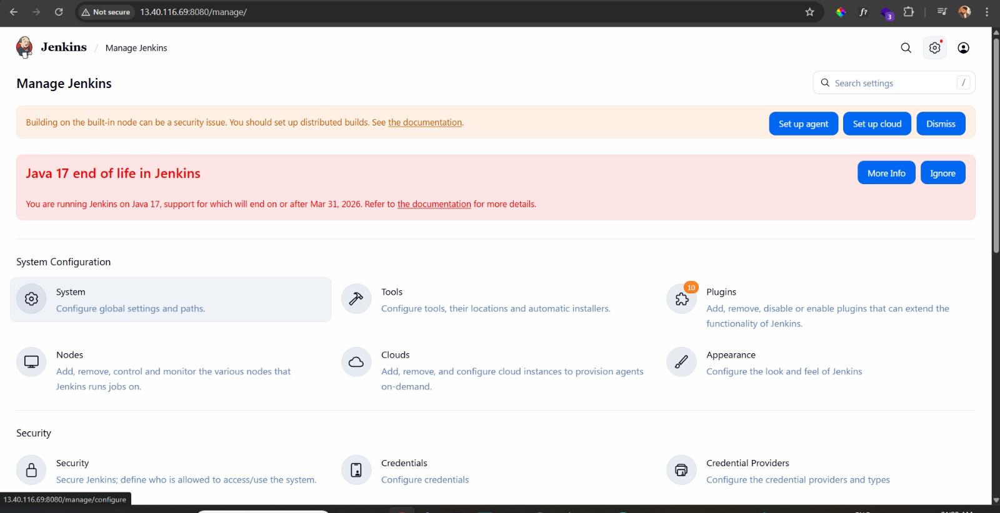 Not secure
13.40.116.69:8080/manage/
3
Jenkins / Manage Jenkins
Manage Jenkins
Search settings
/
Building on the built-in node can be a security issue. You should set up distributed builds. See the documentation.
Set up agent
Set up cloud
Dismiss
Java 17 end of life in Jenkins
More Info
Ignore
You are running Jenkins on Java 17, support for which will end on or after Mar 31, 2026. Refer to the documentation for more details.
System Configuration
System
Configure global settings and paths.
Tools
Configure tools, their locations and automatic installers.
10
Plugins
Add, remove, disable or enable plugins that can extend the
functionality of Jenkins.
Nodes
Add, remove, control and monitor the various nodes that
Jenkins runs jobs on.
Clouds
Add, remove, and configure cloud instances to provision agents
on-demand.
Appearance
Configure the look and feel of Jenkins
Security
Security
Secure Jenkins; define who is allowed to access/use the system.
Credentials
Configure credentials
Credential Providers
Configure the credential providers and types
13.40.116.69:8080/manage/configure